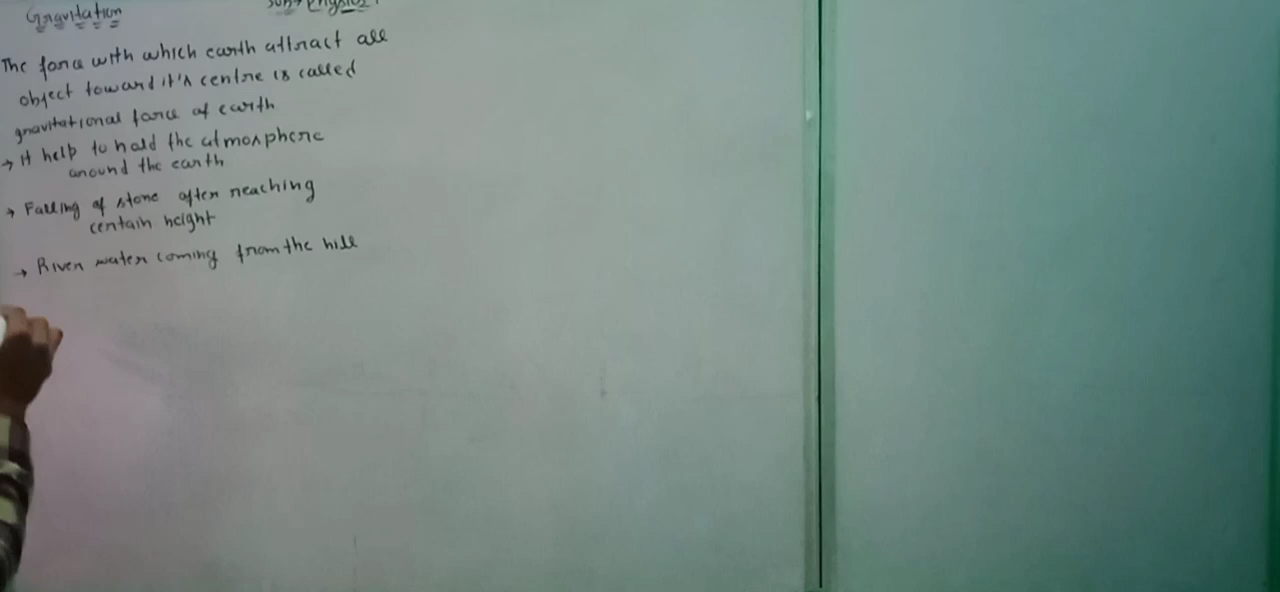 Gravitation
Sub → Physics
The force with which earth attract all
object toward it's centre is called
gravitational force of earth
→ It help to hold the atmosphere
around the earth
→ Falling of stone after reaching
certain height
→ River water coming from the hill